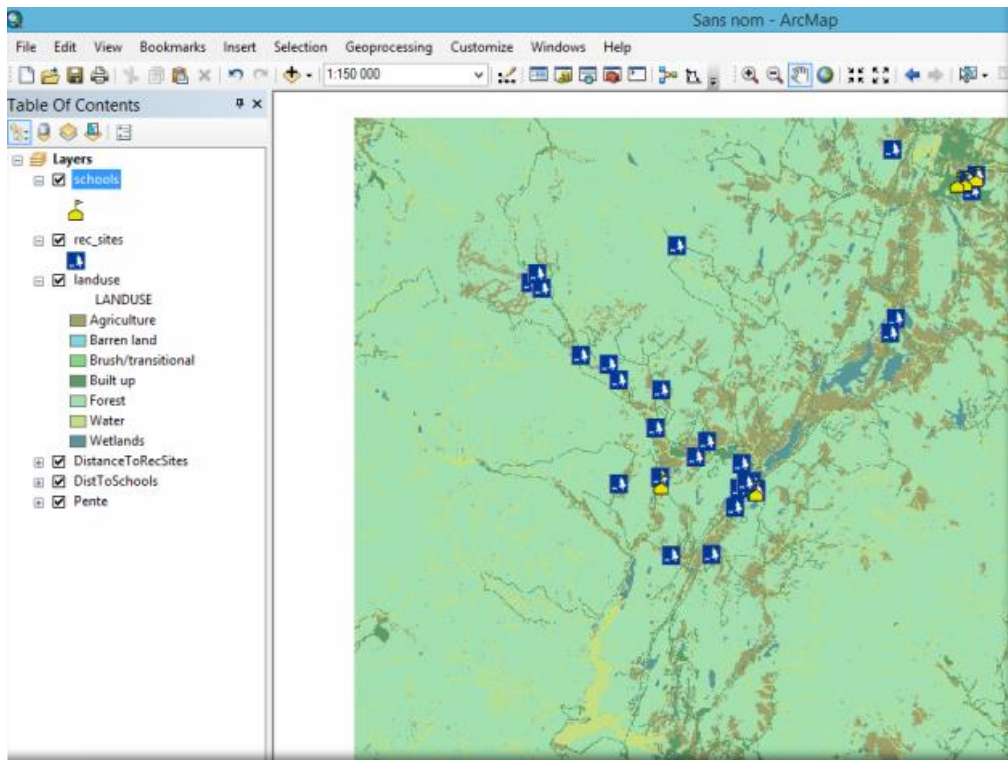 Sans nom - ArcMap
File Edit View Bookmarks Insert Selection Geoprocessing Customize Windows Help
1:150 000
Table Of Contents
Layers
schools
rec_sites
landuse
LANDUSE
Agriculture
Barren land
Brush/transitional
Built up
Forest
Water
Wetlands
DistanceToRecSites
DistToSchools
Pente